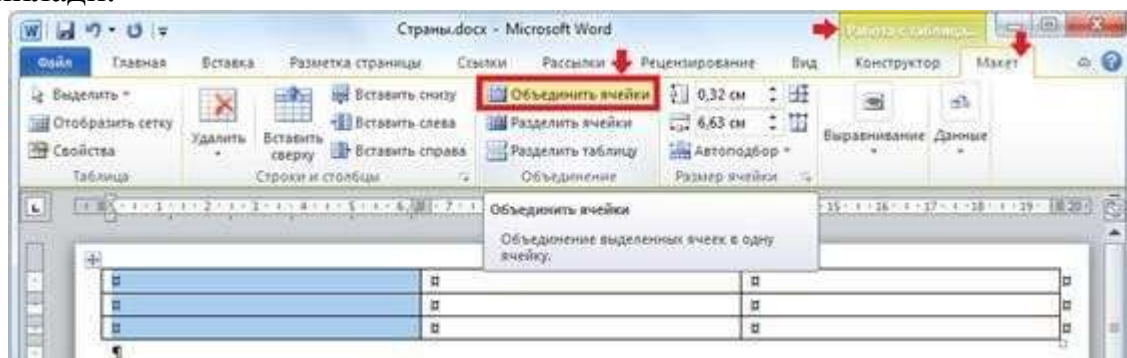 Страны.docx - Microsoft Word
Работа с таблица...
Файл Главная Вставка Разметка страницы Ссылки Рассылки Рецензирование Вид Конструктор Макет
Выделить
Отобразить сетку
Свойства
Таблица
Удалить
Вставить сверху
Вставить снизу
Вставить слева
Вставить справа
Строки и столбцы
Объединить ячейки
Разделить ячейки
Разделить таблицу
Объединение
0,32 см
6,63 см
Автоподбор
Размер ячейки
Выравнивание
Данные
Объединить ячейки
Объединение выделенных ячеек в одну
ячейку.